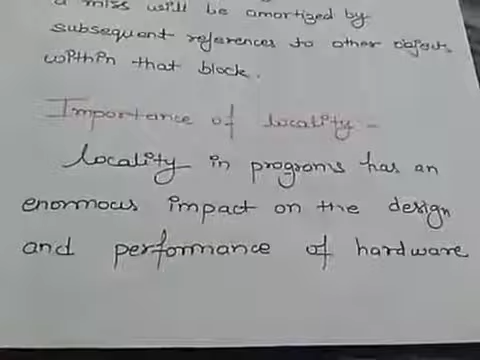 a miss will be amortized by
subsequent references to other objects
within that block.
Importance of locality -
locality in programs has an
enormous impact on the design
and performance of hardware